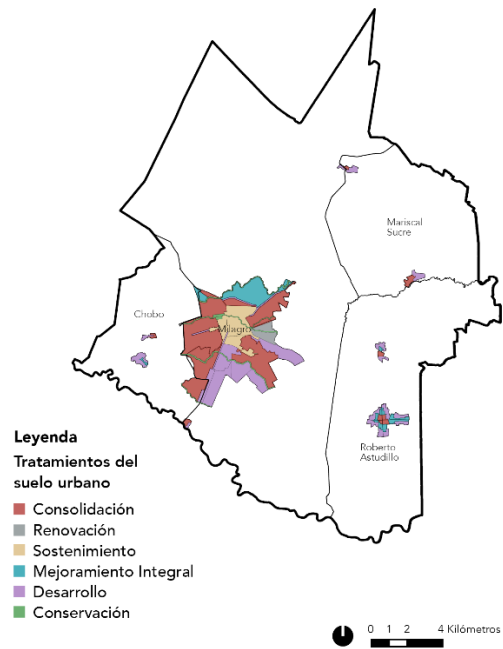 Mariscal
Sucre
Chobo
Milagro
Roberto
Astudillo
Leyenda
Tratamientos del
suelo urbano
Consolidación
Renovación
Sostenimiento
Mejoramiento Integral
Desarrollo
Conservación
0 1 2 4 Kilómetros